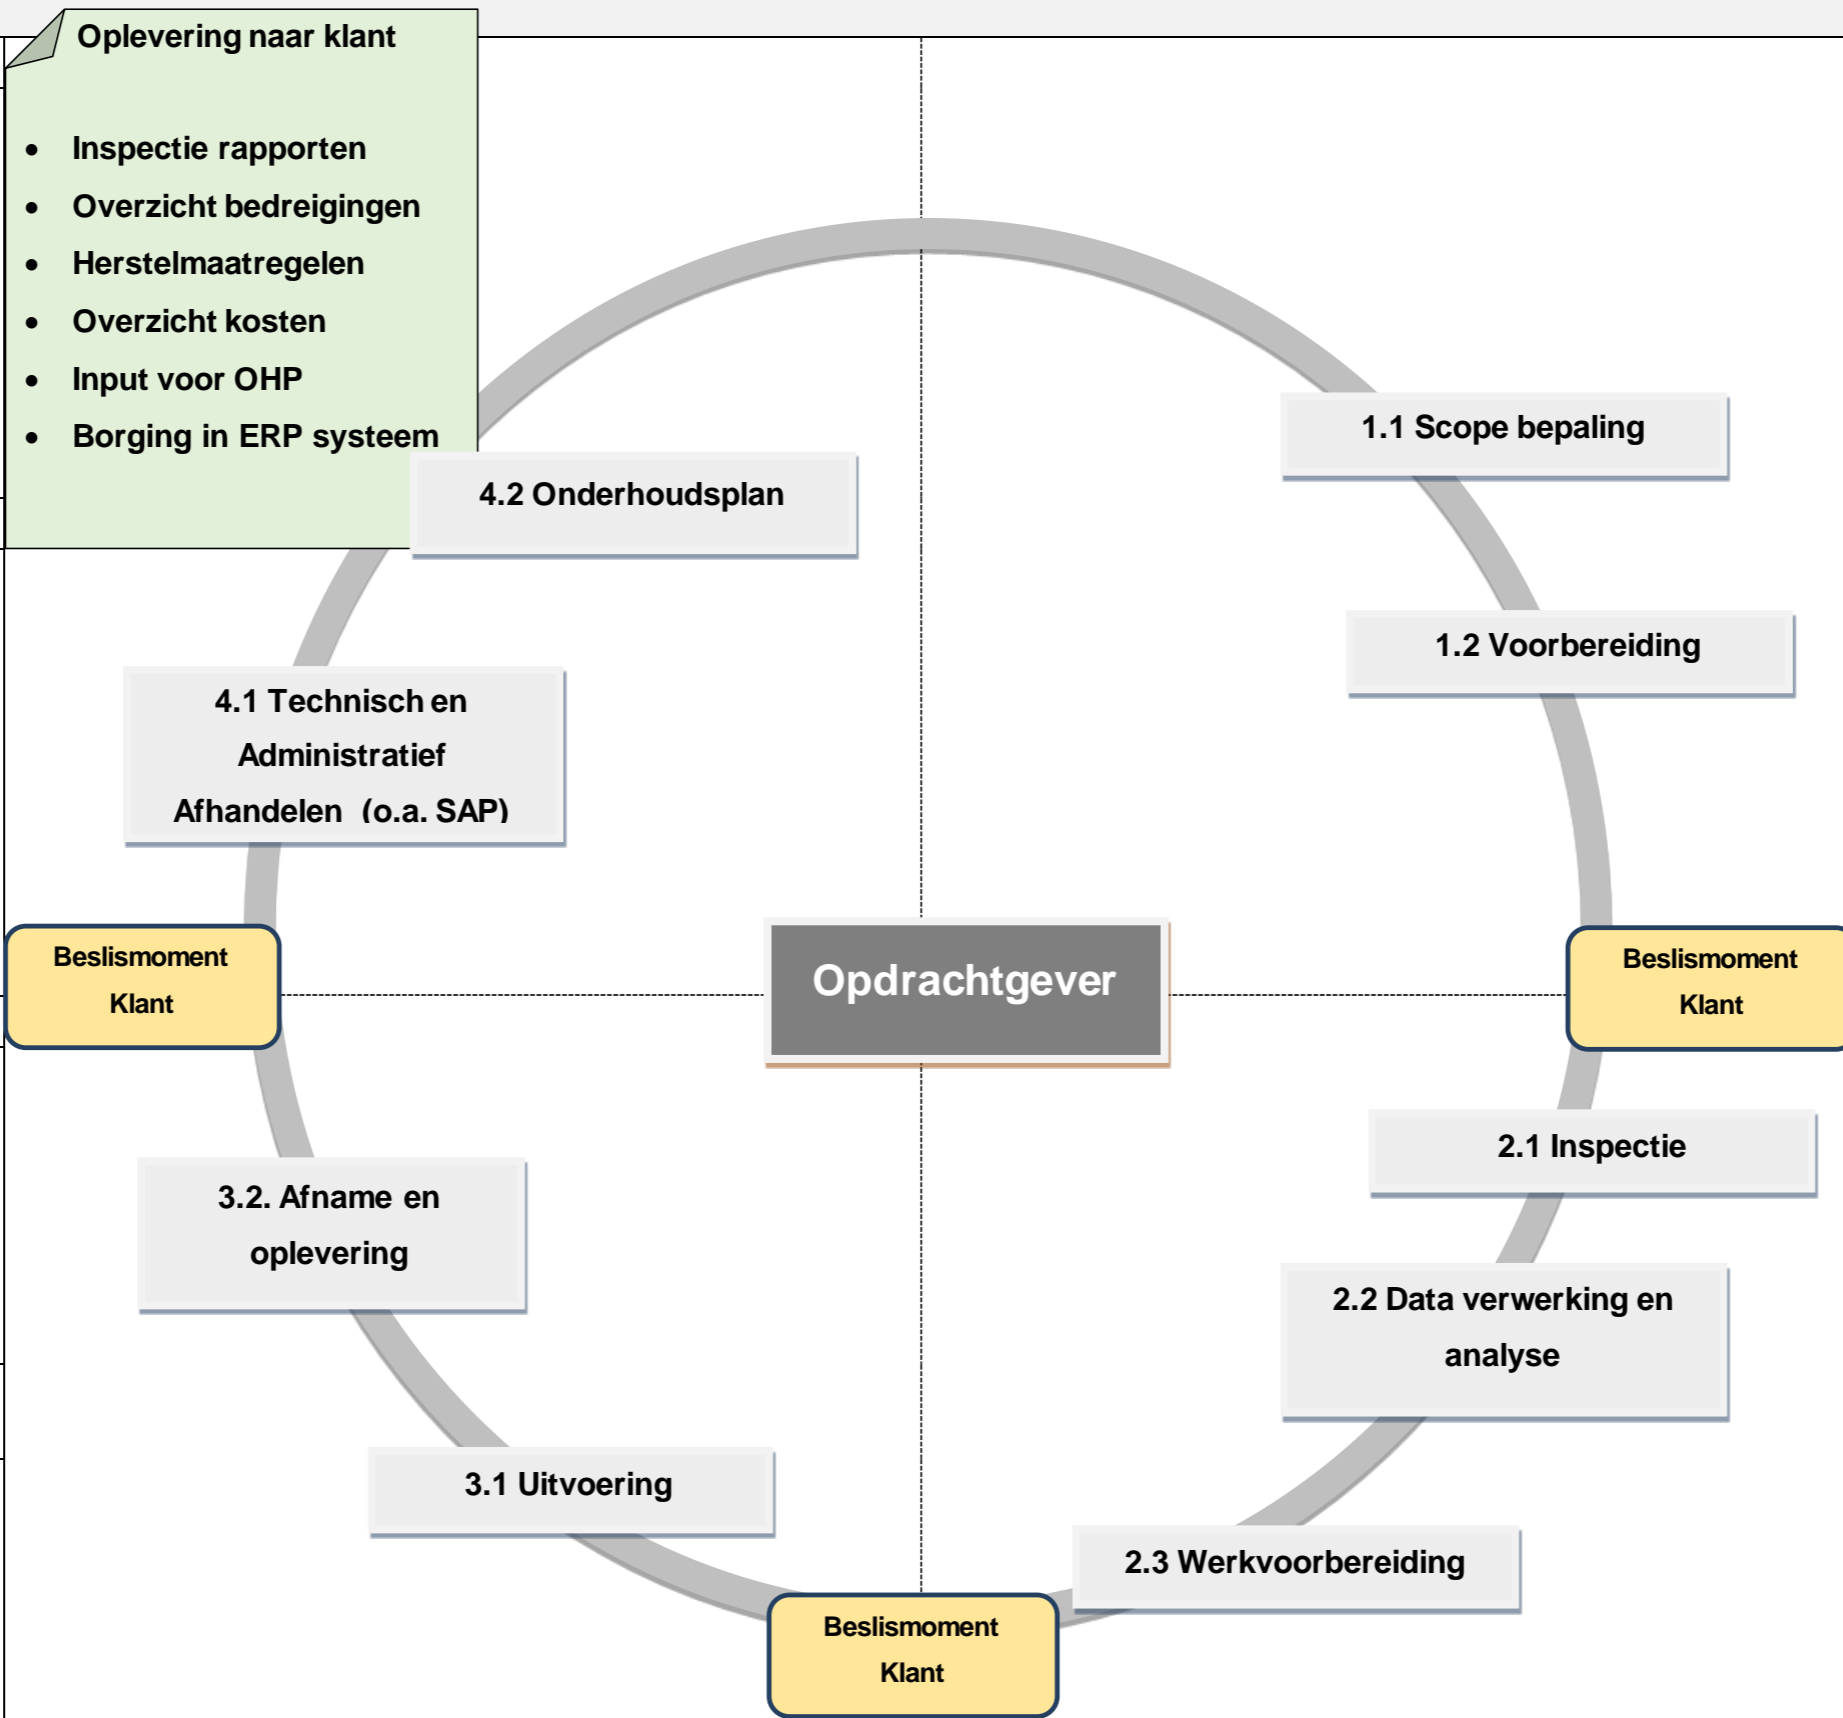 Oplevering naar klant
• Inspectie rapporten
• Overzicht bedreigingen
• Herstelmaatregelen
• Overzicht kosten
• Input voor OHP
• Borging in ERP systeem
1.1 Scope bepaling
1.2 Voorbereiding
Beslismoment
Klant
2.1 Inspectie
2.2 Data verwerking en
analyse
2.3 Werkvoorbereiding
Beslismoment
Klant
3.1 Uitvoering
3.2. Afname en
oplevering
Beslismoment
Klant
4.1 Technisch en
Administratief
Afhandelen (o.a. SAP)
4.2 Onderhoudsplan
Opdrachtgever